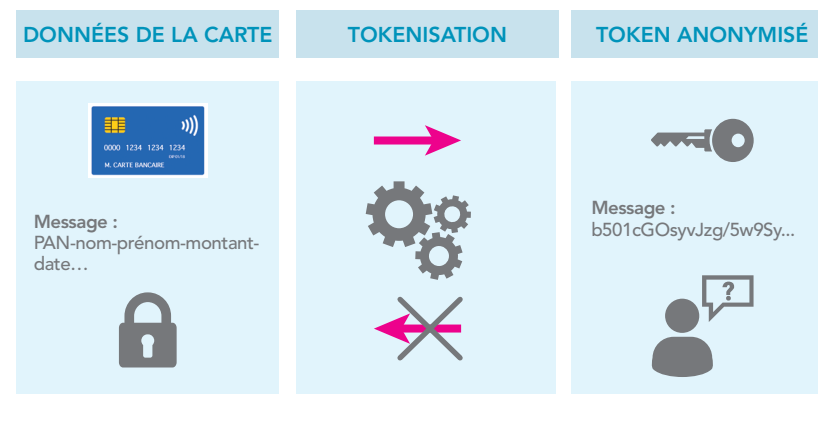 DONNÉES DE LA CARTE
TOKENISATION
TOKEN ANONYMISÉ
0000 1234 1234 1234
M. CARTE BANCAIRE
Message :
PAN-nom-prénom-montant-
date…
Message :
b501cGOsyvJzg/5w9Sy...
?